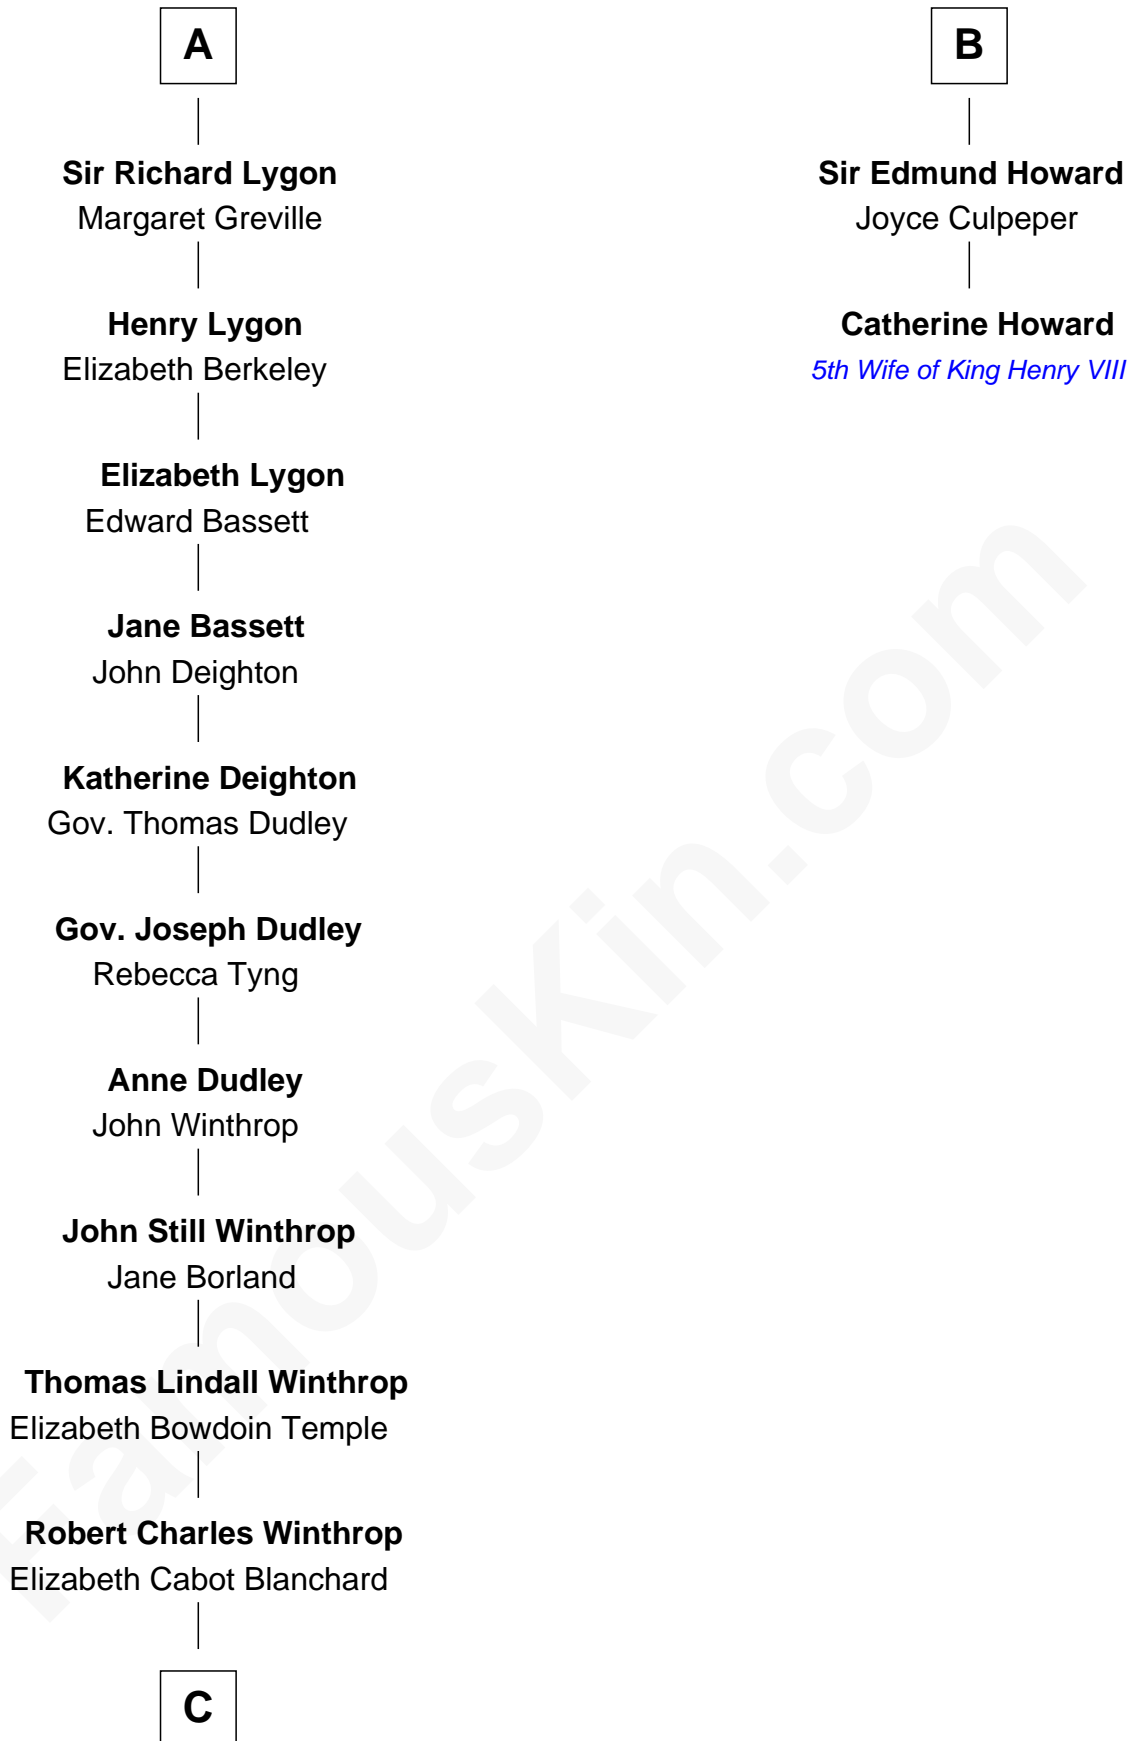 A
Sir Richard Lygon
Margaret Greville
Henry Lygon
Elizabeth Berkeley
Elizabeth Lygon
Edward Bassett
Jane Bassett
John Deighton
Katherine Deighton
Gov. Thomas Dudley
Gov. Joseph Dudley
Rebecca Tyng
Anne Dudley
John Winthrop
John Still Winthrop
Jane Borland
Thomas Lindall Winthrop
Elizabeth Bowdoin Temple
Robert Charles Winthrop
Elizabeth Cabot Blanchard
C
B
Sir Edmund Howard
Joyce Culpeper
Catherine Howard
5th Wife of King Henry VIII
FamousKin.com